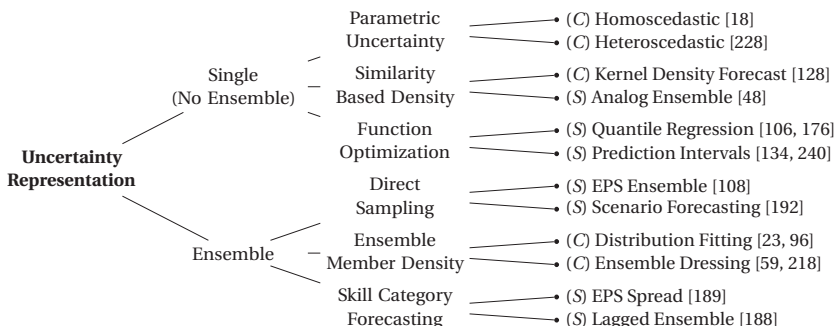 Parametric
Uncertainty
(C) Homoscedastic [18]
(C) Heteroscedastic [228]
Single
(No Ensemble)
Similarity
Based Density
(C) Kernel Density Forecast [128]
(S) Analog Ensemble [48]
Function
Optimization
(S) Quantile Regression [106, 176]
(S) Prediction Intervals [134, 240]
Uncertainty
Representation
Direct
Sampling
(S) EPS Ensemble [108]
(S) Scenario Forecasting [192]
Ensemble
Ensemble
Member Density
(C) Distribution Fitting [23, 96]
(C) Ensemble Dressing [59, 218]
Skill Category
Forecasting
(S) EPS Spread [189]
(S) Lagged Ensemble [188]